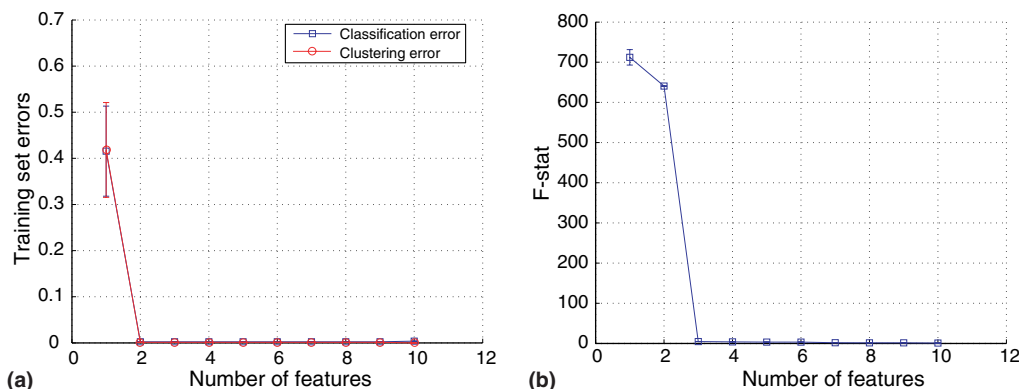 0.7
0.6
0.5
0.4
0.3
0.2
0.1
0
Training set errors
Classification error
Clustering error
0 2 4 6 8 10 12
Number of features
(a)
800
700
600
500
400
300
200
100
0
F-stat
0 2 4 6 8 10 12
Number of features
(b)